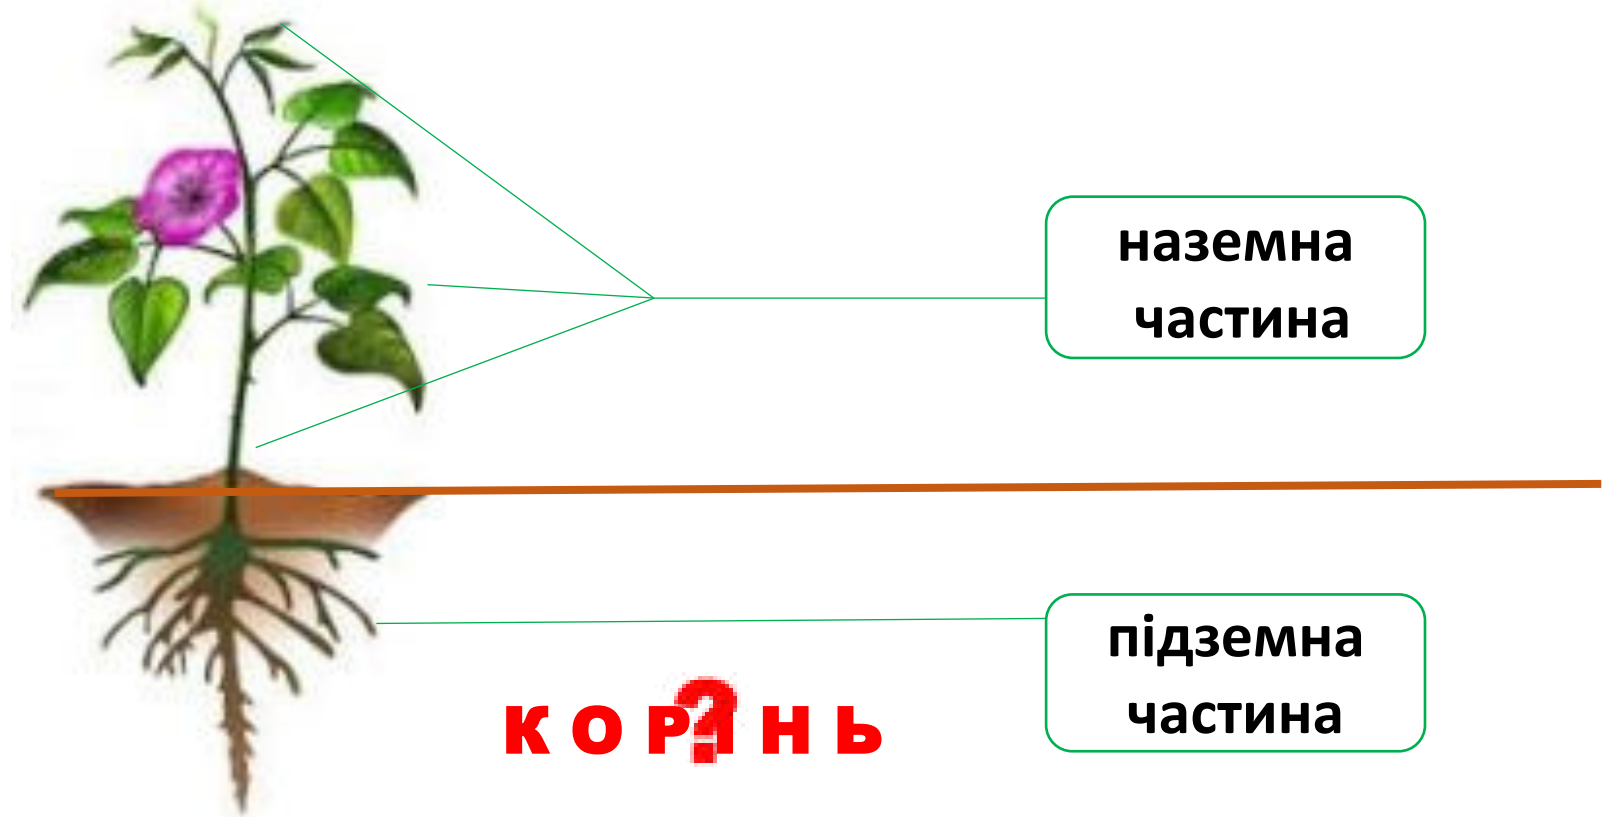 наземна
частина
підземна
частина
К О Р І Н Ь
?